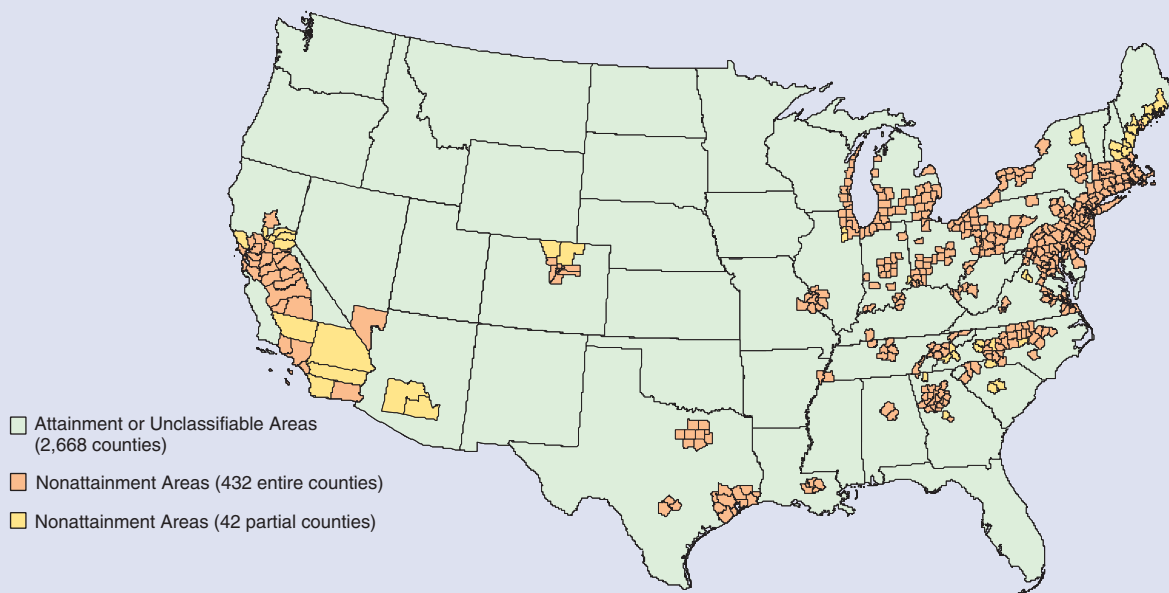 Attainment or Unclassifiable Areas
(2,668 counties)
Nonattainment Areas (432 entire counties)
Nonattainment Areas (42 partial counties)